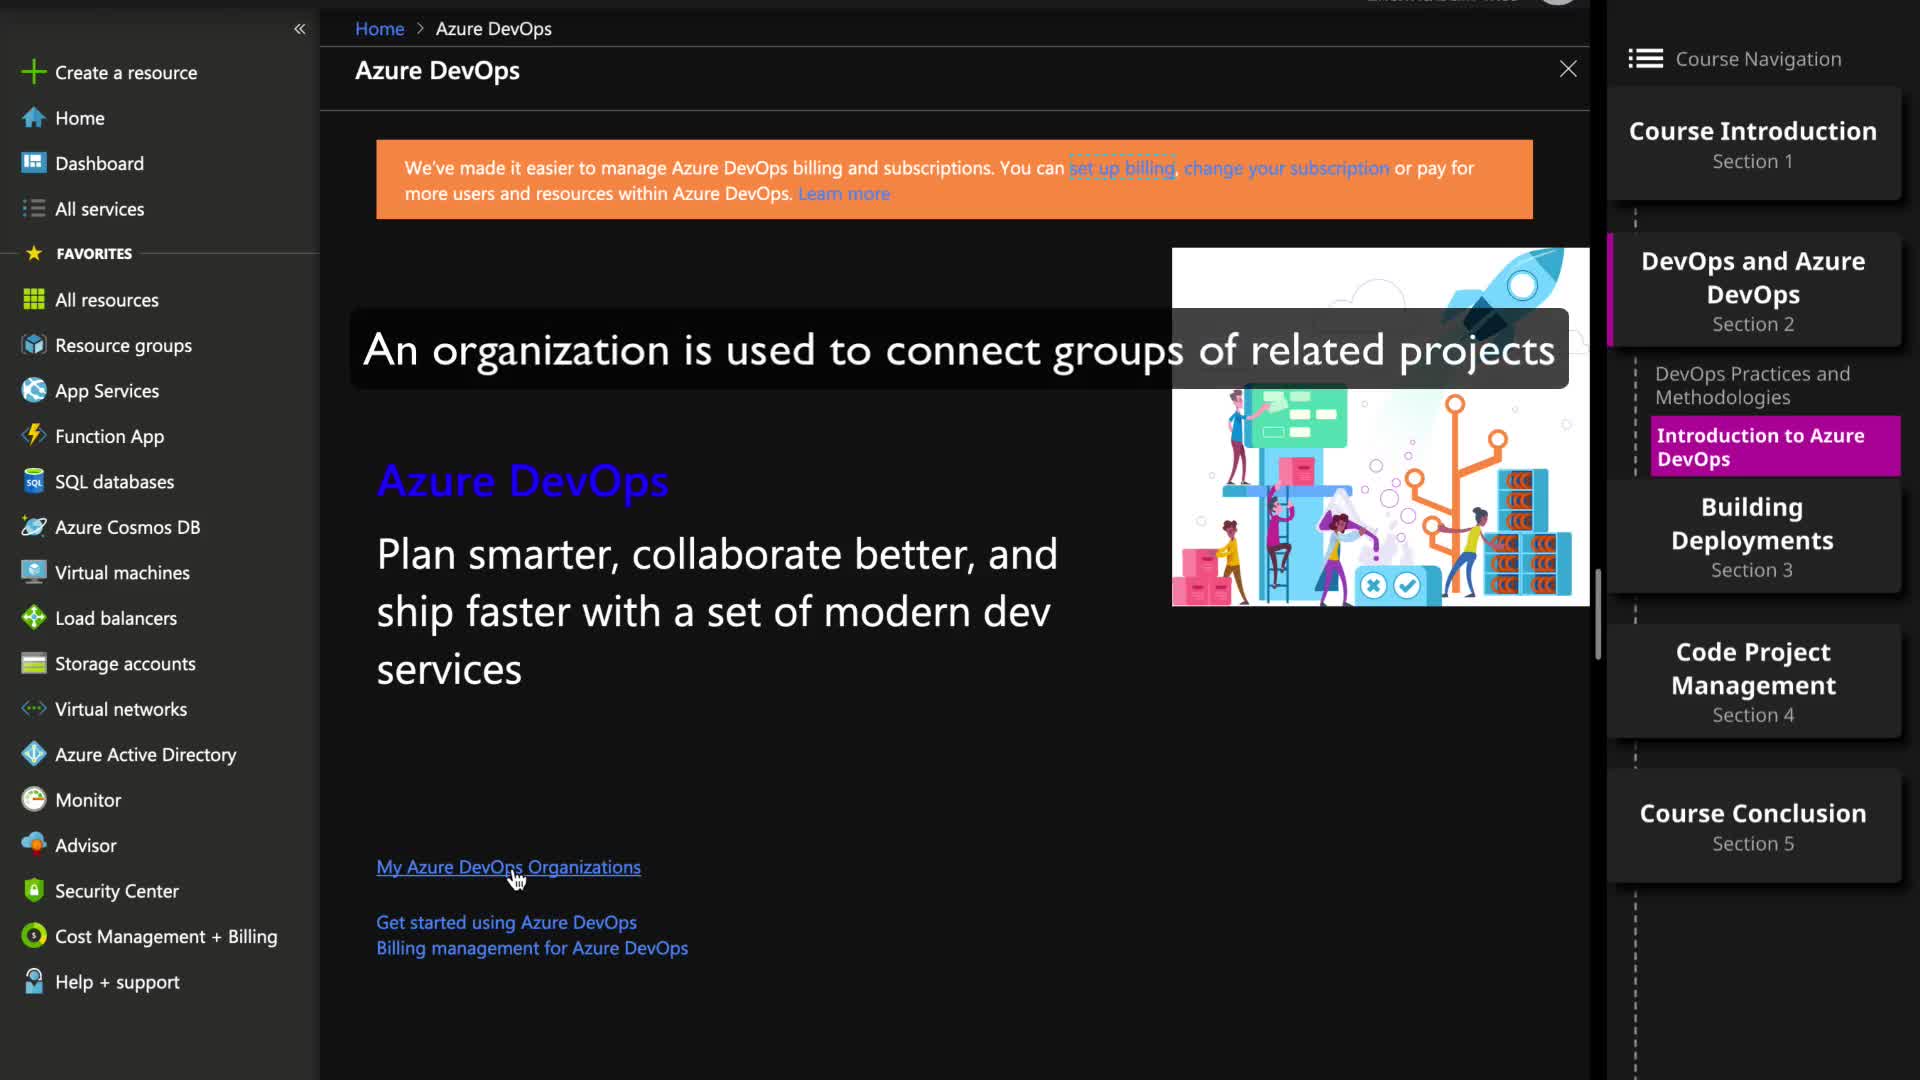 Home > Azure DevOps
Azure DevOps
Create a resource
Home
Dashboard
All services
FAVORITES
All resources
Resource groups
App Services
Function App
SQL databases
Azure Cosmos DB
Virtual machines
Load balancers
Storage accounts
Virtual networks
Azure Active Directory
Monitor
Advisor
Security Center
Cost Management + Billing
Help + support
We've made it easier to manage Azure DevOps billing and subscriptions. You can set up billing, change your subscription or pay for
more users and resources within Azure DevOps. Learn more
An organization is used to connect groups of related projects
Azure DevOps
Plan smarter, collaborate better, and
ship faster with a set of modern dev
services
My Azure DevOps Organizations
Get started using Azure DevOps
Billing management for Azure DevOps
Course Navigation
Course Introduction
Section 1
DevOps and Azure
DevOps
Section 2
DevOps Practices and
Methodologies
Introduction to Azure
DevOps
Building
Deployments
Section 3
Code Project
Management
Section 4
Course Conclusion
Section 5